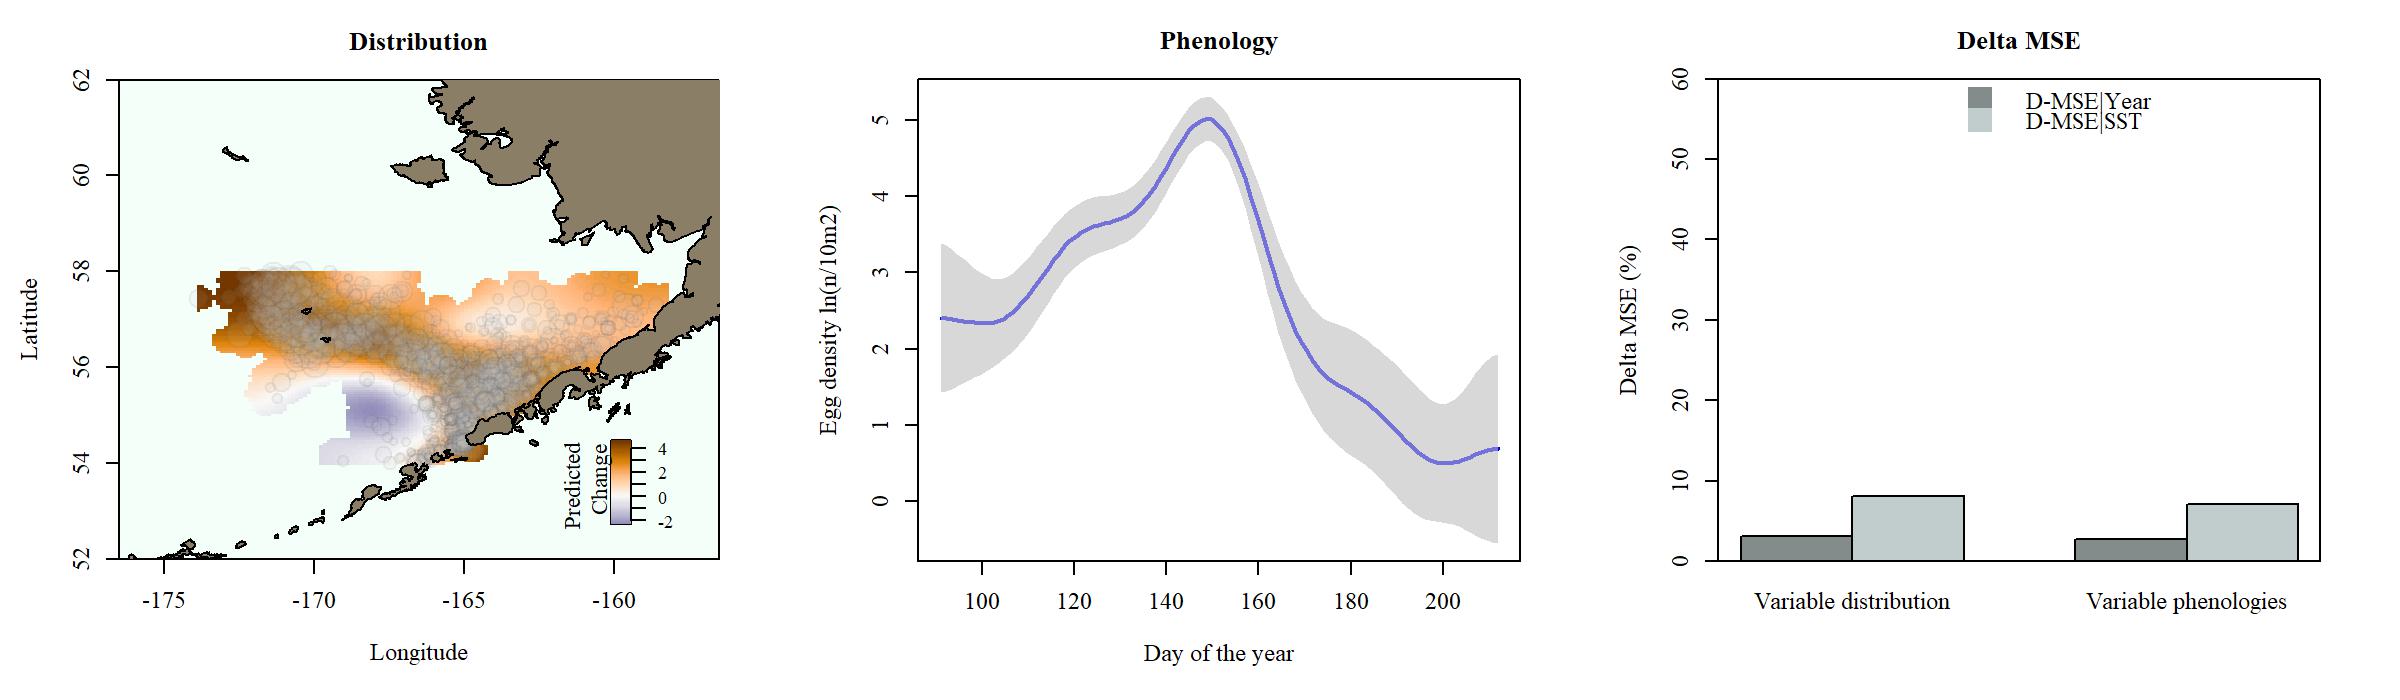 Distribution
62
60
58
56
54
52
Latitude
-175
-170
-165
-160
Longitude
Predicted
Change
4
2
0
-2
Phenology
5
4
3
2
1
0
Egg density ln(n/10m2)
100
120
140
160
180
200
Day of the year
Delta MSE
60
50
40
30
20
10
0
Delta MSE (%)
D-MSE|Year
D-MSE|SST
Variable distribution
Variable phenologies